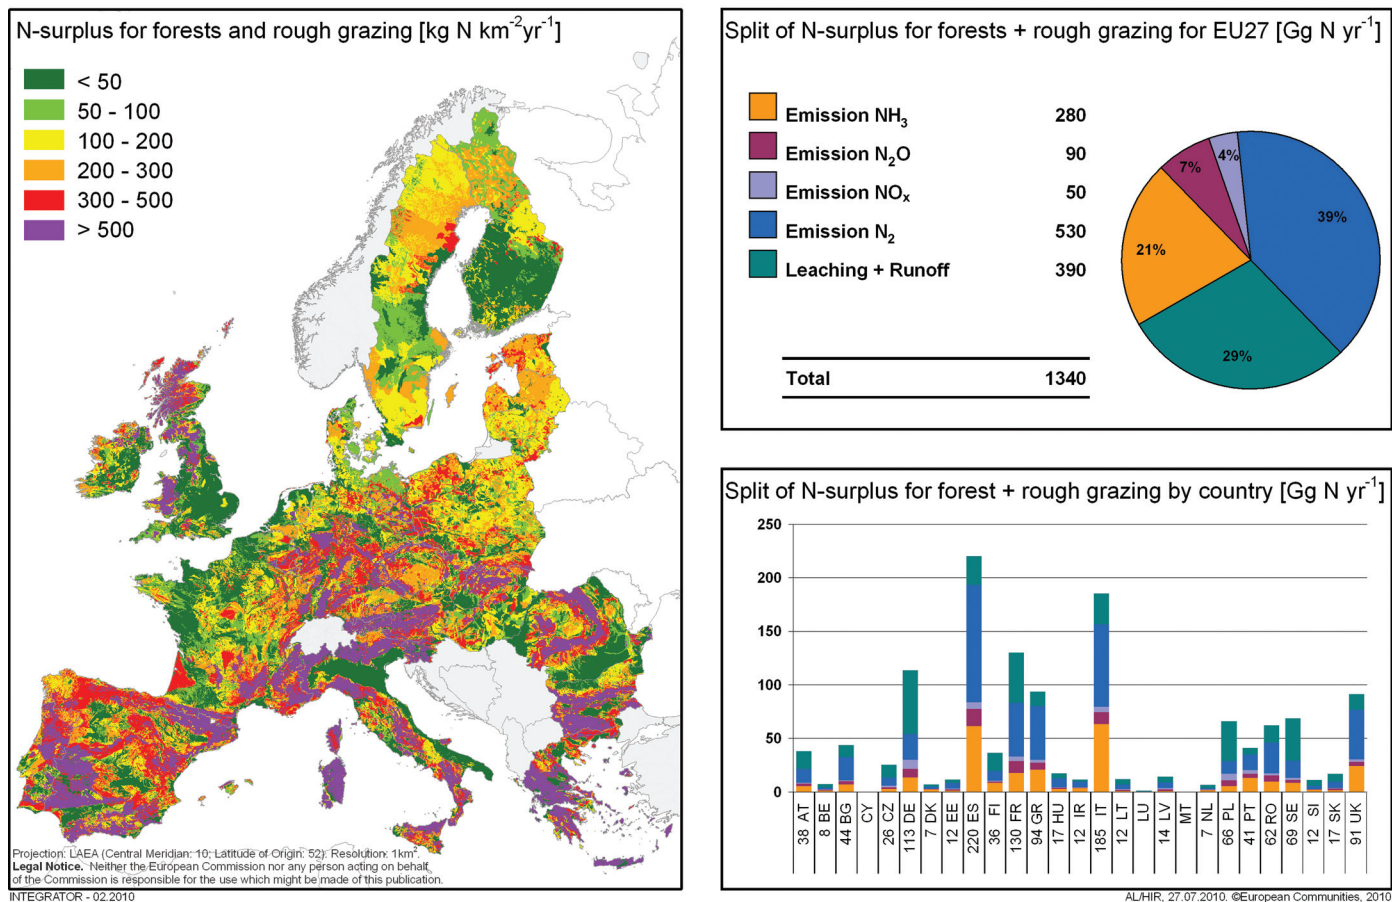 N-surplus for forests and rough grazing [kg N km⁻²yr⁻¹]
< 50
50 - 100
100 - 200
200 - 300
300 - 500
> 500
Projection: LAEA (Central Meridian: 10; Latitude of Origin: 52). Resolution: 1km².
Legal Notice. Neither the European Commission nor any person acting on behalf
of the Commission is responsible for the use which might be made of this publication.
INTEGRATOR - 02.2010
Split of N-surplus for forests + rough grazing for EU27 [Gg N yr⁻¹]
Emission NH₃ 280
Emission N₂O 90
Emission NOₓ 50
Emission N₂ 530
Leaching + Runoff 390
Total 1340
4%
7%
39%
21%
29%
Split of N-surplus for forest + rough grazing by country [Gg N yr⁻¹]
250
200
150
100
50
0
38 AT
8 BE
44 BG
CY
26 CZ
113 DE
7 DK
12 EE
220 ES
36 FI
130 FR
94 GR
17 HU
12 IR
185 IT
12 LT
LU
14 LV
MT
7 NL
66 PL
41 PT
62 RO
69 SE
12 SI
17 SK
91 UK
AL/HIR, 27.07.2010. ©European Communities, 2010